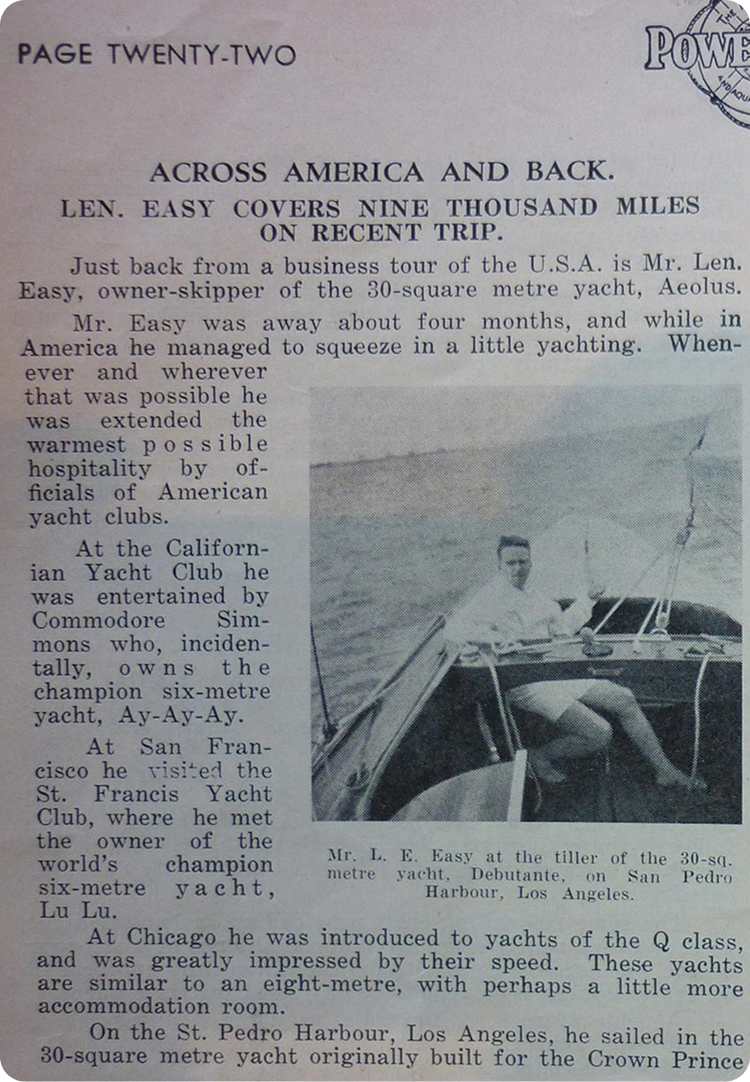 PAGE TWENTY-TWO
POWE
THE
AND AQU
ACROSS AMERICA AND BACK.
LEN. EASY COVERS NINE THOUSAND MILES
ON RECENT TRIP.
Just back from a business tour of the U.S.A. is Mr. Len.
Easy, owner-skipper of the 30-square metre yacht, Aeolus.
Mr. Easy was away about four months, and while in
America he managed to squeeze in a little yachting. When-
ever and wherever
that was possible he
was extended the
warmest possible
hospitality by of-
ficials of American
yacht clubs.
At the Californ-
ian Yacht Club he
was entertained by
Commodore Sim-
mons who, inciden-
tally, owns the
champion six-metre
yacht, Ay-Ay-Ay.
At San Fran-
cisco he visited the
St. Francis Yacht
Club, where he met
the owner of the
world's champion
six-metre yacht,
Lu Lu.
Mr. L. E. Easy at the tiller of the 30-sq.
metre yacht, Debutante, on San Pedro
Harbour, Los Angeles.
At Chicago he was introduced to yachts of the Q class,
and was greatly impressed by their speed. These yachts
are similar to an eight-metre, with perhaps a little more
accommodation room.
On the St. Pedro Harbour, Los Angeles, he sailed in the
30-square metre yacht originally built for the Crown Prince